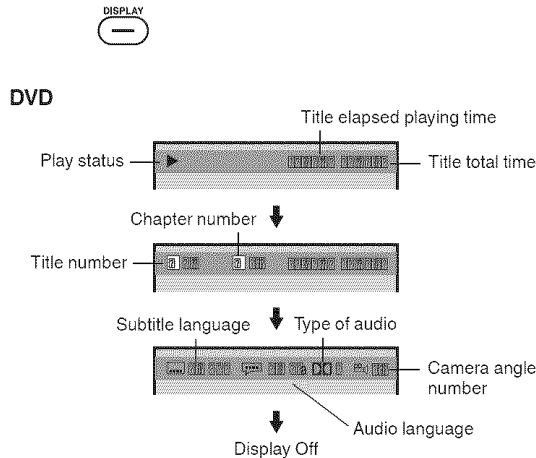 DISPLAY
DVD
Title elapsed playing time
Play status
Title total time
Chapter number
Title number
Subtitle language
Type of audio
Camera angle
number
Audio language
Display Off